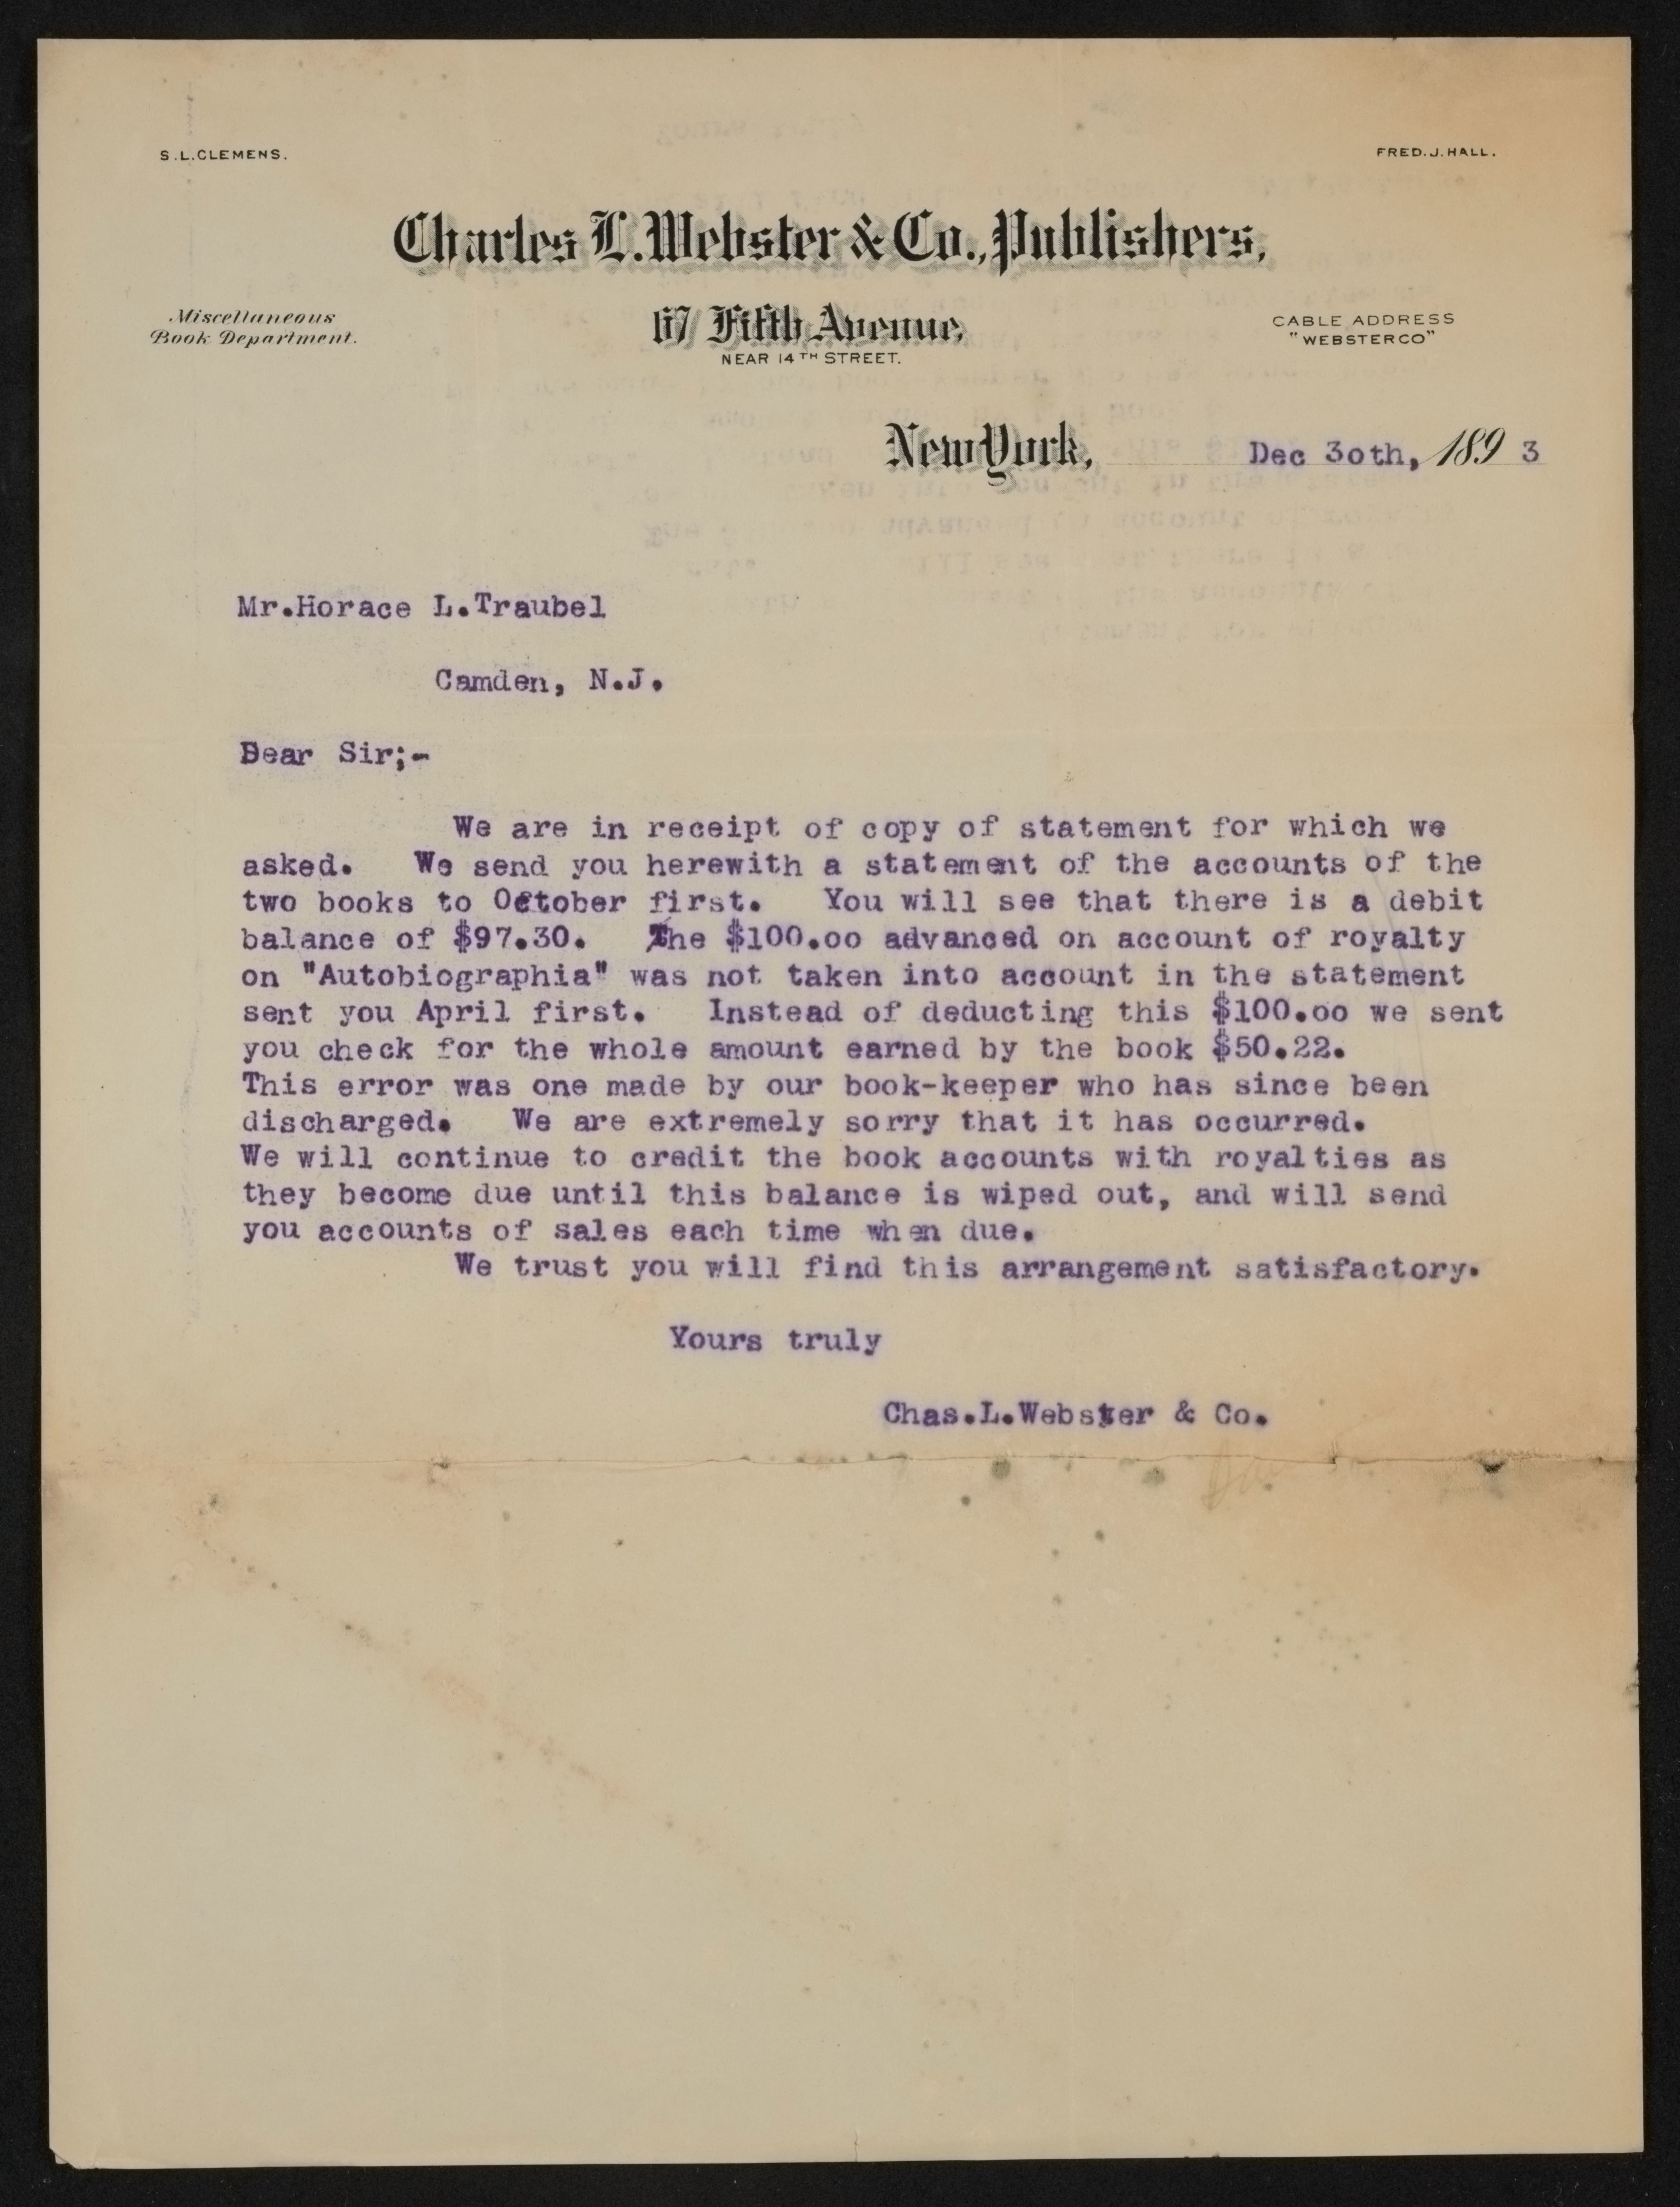 S.L.CLEMENS.
FRED.J.HALL.
Charles L. Webster & Co., Publishers,
Miscellaneous
Book Department.
67 Fifth Avenue,
NEAR 14TH STREET.
CABLE ADDRESS
"WEBSTERCO"
New York, Dec 3oth, 1893
Mr.Horace L.Traubel
Camden, N.J.
Dear Sir;-
We are in receipt of copy of statement for which we
asked. We send you herewith a statement of the accounts of the
two books to October first. You will see that there is a debit
balance of $97.30. The $100.oo advanced on account of royalty
on "Autobiographia" was not taken into account in the statement
sent you April first. Instead of deducting this $100.oo we sent
you check for the whole amount earned by the book $50.22.
This error was one made by our book-keeper who has since been
discharged. We are extremely sorry that it has occurred.
We will continue to credit the book accounts with royalties as
they become due until this balance is wiped out, and will send
you accounts of sales each time when due.
We trust you will find this arrangement satisfactory.
Yours truly
Chas.L.Webster & Co.